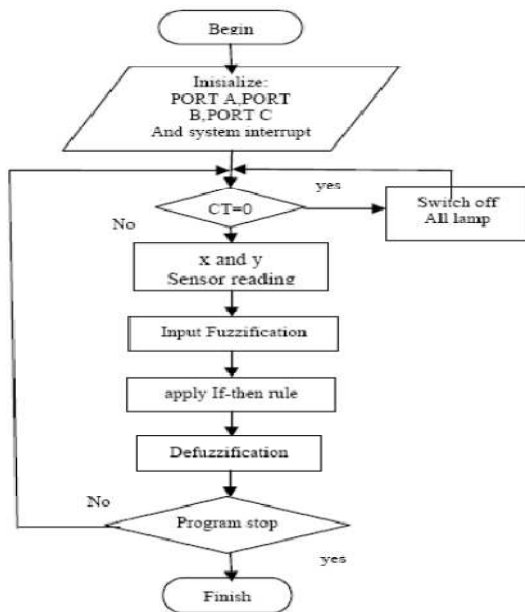 Begin
Inisialize:
PORT A,PORT
B,PORT C
And system interrupt
yes
CT=0
Switch off
All lamp
No
x and y
Sensor reading
Input Fuzzification
apply If-then rule
Defuzzification
No
Program stop
yes
Finish